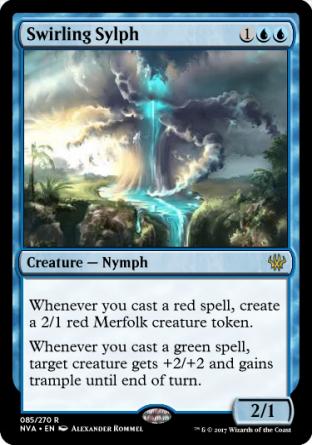 Swirling Sylph 1
Creature — Nymph
Whenever you cast a red spell, create
a 2/1 red Merfolk creature token.
Whenever you cast a green spell,
target creature gets +2/+2 and gains
trample until end of turn.
2/1
085/270 R
NVA • EN Alexander Rommel
™ & © 2017 Wizards of the Coast